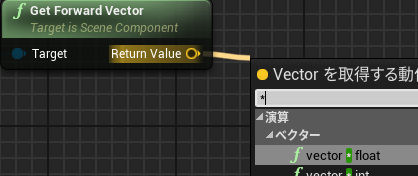 Get Forward Vector
Target is Scene Component
Target
Return Value
Vector を取得する動
*
演算
ベクター
vector * float
vector * int